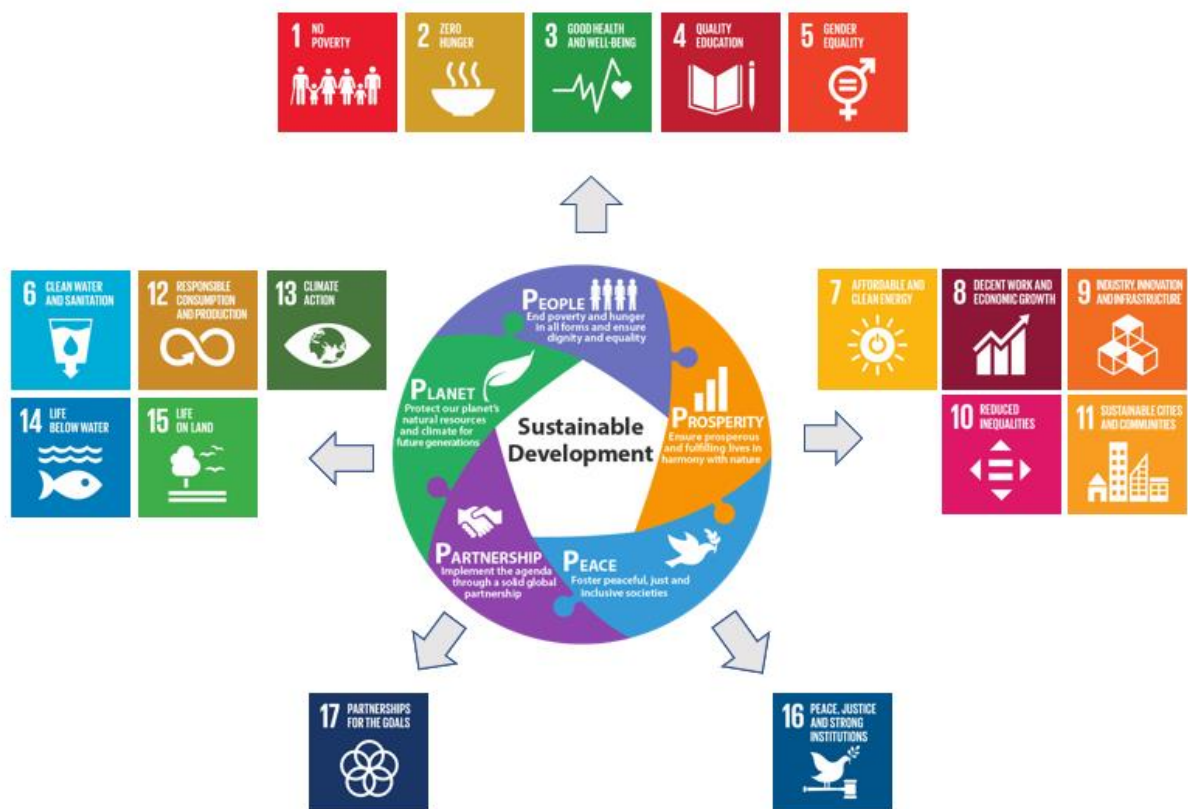 1 NO
POVERTY
2 ZERO
HUNGER
3 GOOD HEALTH
AND WELL-BEING
4 QUALITY
EDUCATION
5 GENDER
EQUALITY
6 CLEAN WATER
AND SANITATION
12 RESPONSIBLE
CONSUMPTION
AND PRODUCTION
13 CLIMATE
ACTION
14 LIFE
BELOW WATER
15 LIFE
ON LAND
PEOPLE
End poverty and hunger
in all forms and ensure
dignity and equality
PLANET
Protect our planet's
natural resources
and climate for
future generations
Sustainable
Development
PROSPERITY
Ensure prosperous
and fulfilling lives in
harmony with nature
PARTNERSHIP
Implement the agenda
through a solid global
partnership
PEACE
Foster peaceful, just and
inclusive societies
7 AFFORDABLE AND
CLEAN ENERGY
8 DECENT WORK AND
ECONOMIC GROWTH
9 INDUSTRY, INNOVATION
AND INFRASTRUCTURE
10 REDUCED
INEQUALITIES
11 SUSTAINABLE CITIES
AND COMMUNITIES
17 PARTNERSHIPS
FOR THE GOALS
16 PEACE, JUSTICE
AND STRONG
INSTITUTIONS